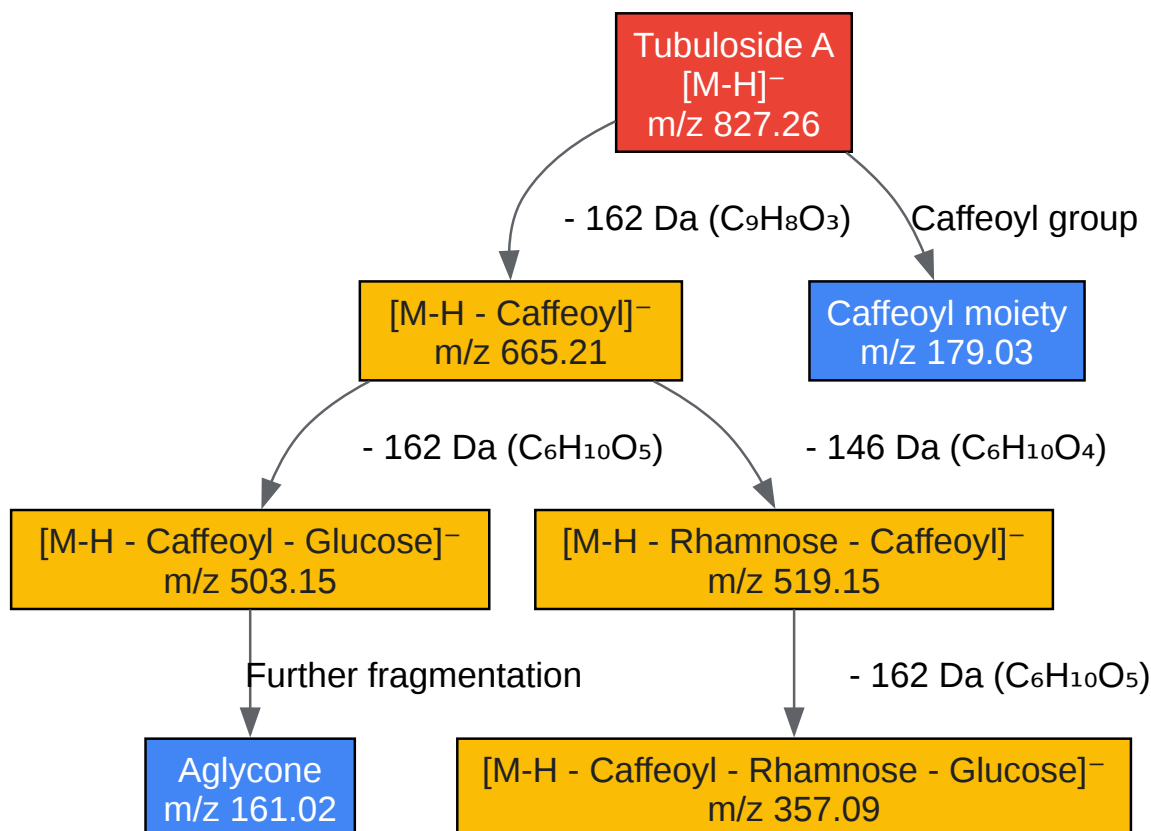 Tubuloside A
[M-H]⁻
m/z 827.26
- 162 Da (C₉H₈O₃)
Caffeoyl group
[M-H - Caffeoyl]⁻
m/z 665.21
Caffeoyl moiety
m/z 179.03
- 162 Da (C₆H₁₀O₅)
- 146 Da (C₆H₁₀O₄)
[M-H - Caffeoyl - Glucose]⁻
m/z 503.15
[M-H - Rhamnose - Caffeoyl]⁻
m/z 519.15
Further fragmentation
- 162 Da (C₆H₁₀O₅)
Aglycone
m/z 161.02
[M-H - Caffeoyl - Rhamnose - Glucose]⁻
m/z 357.09